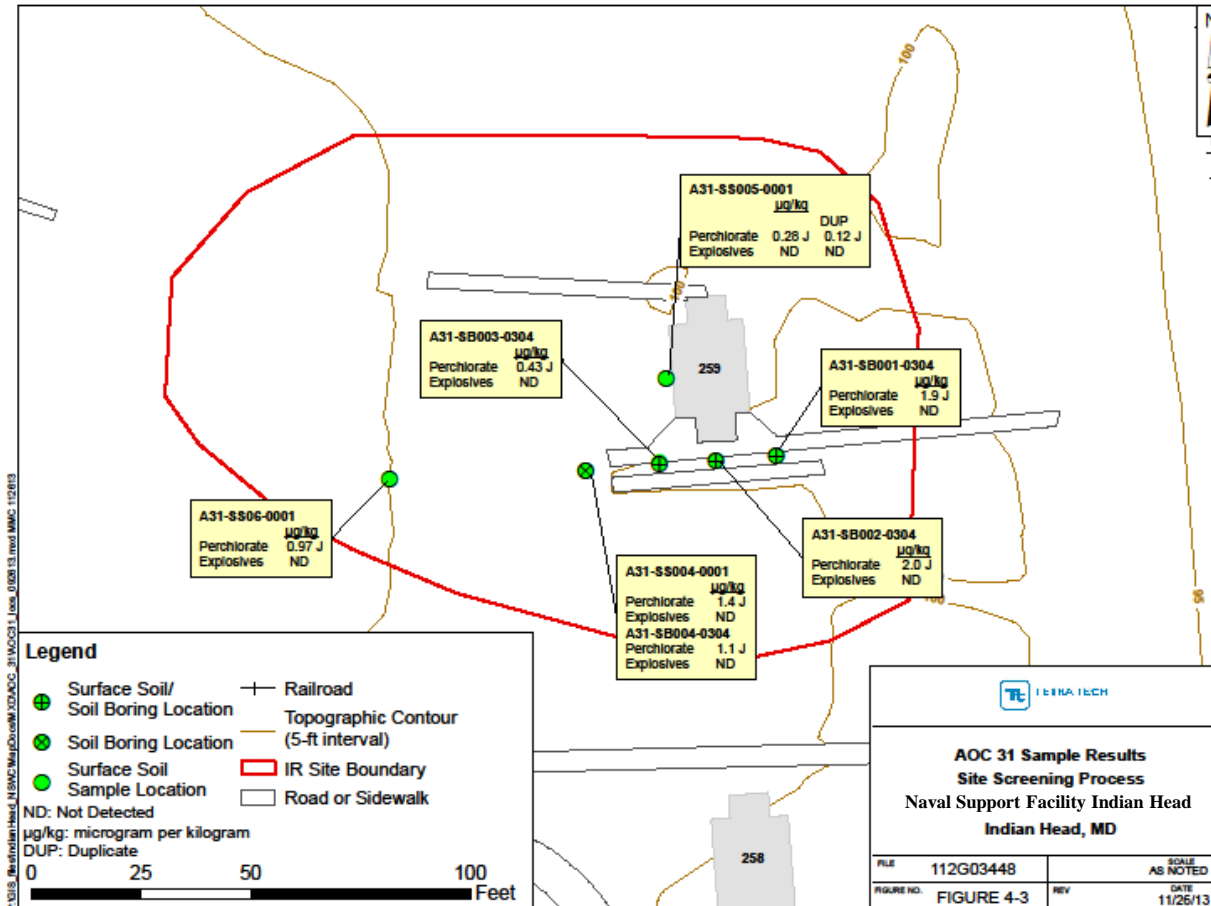 100
A31-SS005-0001
µg/kg
DUP
Perchlorate 0.28 J 0.12 J
Explosives ND ND
100
A31-SB003-0304
µg/kg
Perchlorate 0.43 J
Explosives ND
259
A31-SB001-0304
µg/kg
Perchlorate 1.9 J
Explosives ND
A31-SS06-0001
µg/kg
Perchlorate 0.97 J
Explosives ND
A31-SB002-0304
µg/kg
Perchlorate 2.0 J
Explosives ND
A31-SS004-0001
µg/kg
Perchlorate 1.4 J
Explosives ND
A31-SB004-0304
Perchlorate 1.1 J
Explosives ND
100
95
Legend
Surface Soil/
Soil Boring Location
Soil Boring Location
Surface Soil
Sample Location
Railroad
Topographic Contour
(5-ft interval)
IR Site Boundary
Road or Sidewalk
ND: Not Detected
µg/kg: microgram per kilogram
DUP: Duplicate
0 25 50 100
Feet
258
TETRA TECH
AOC 31 Sample Results
Site Screening Process
Naval Support Facility Indian Head
Indian Head, MD
FILE 112G03448
SCALE
AS NOTED
FIGURE NO. FIGURE 4-3
REV
DATE
11/26/13